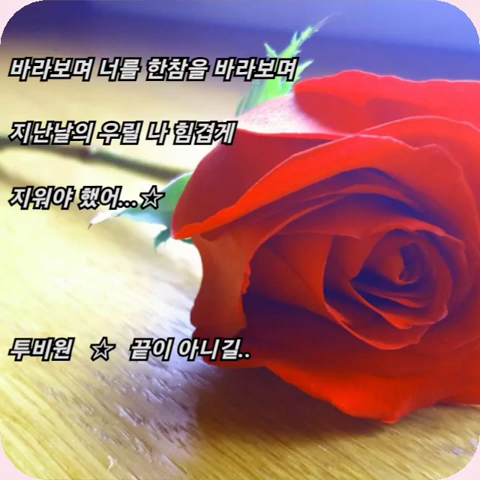 바라보며 너를 한참을 바라보며
지난날의 우릴 나 힘겹게
지워야 했어...☆
투비원 ☆ 끝이 아니길..